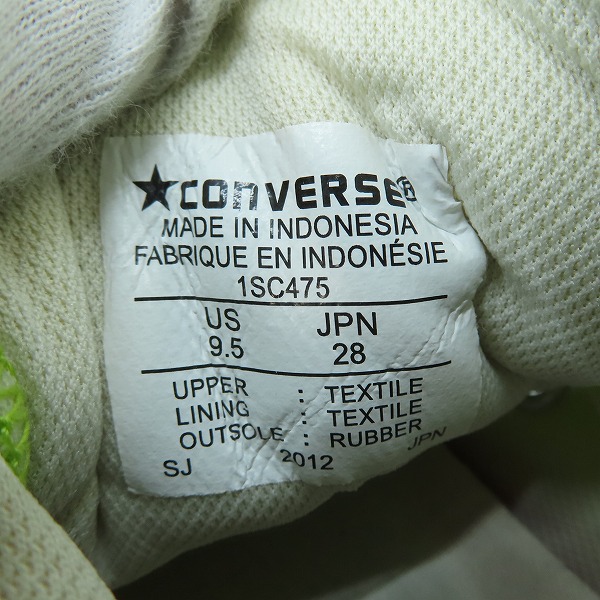 ★CONVERSE®
MADE IN INDONESIA
FABRIQUE EN INDONÉSIE
1SC475
US JPN
9.5 28
UPPER : TEXTILE
LINING : TEXTILE
OUTSOLE : RUBBER
SJ 2012 JPN